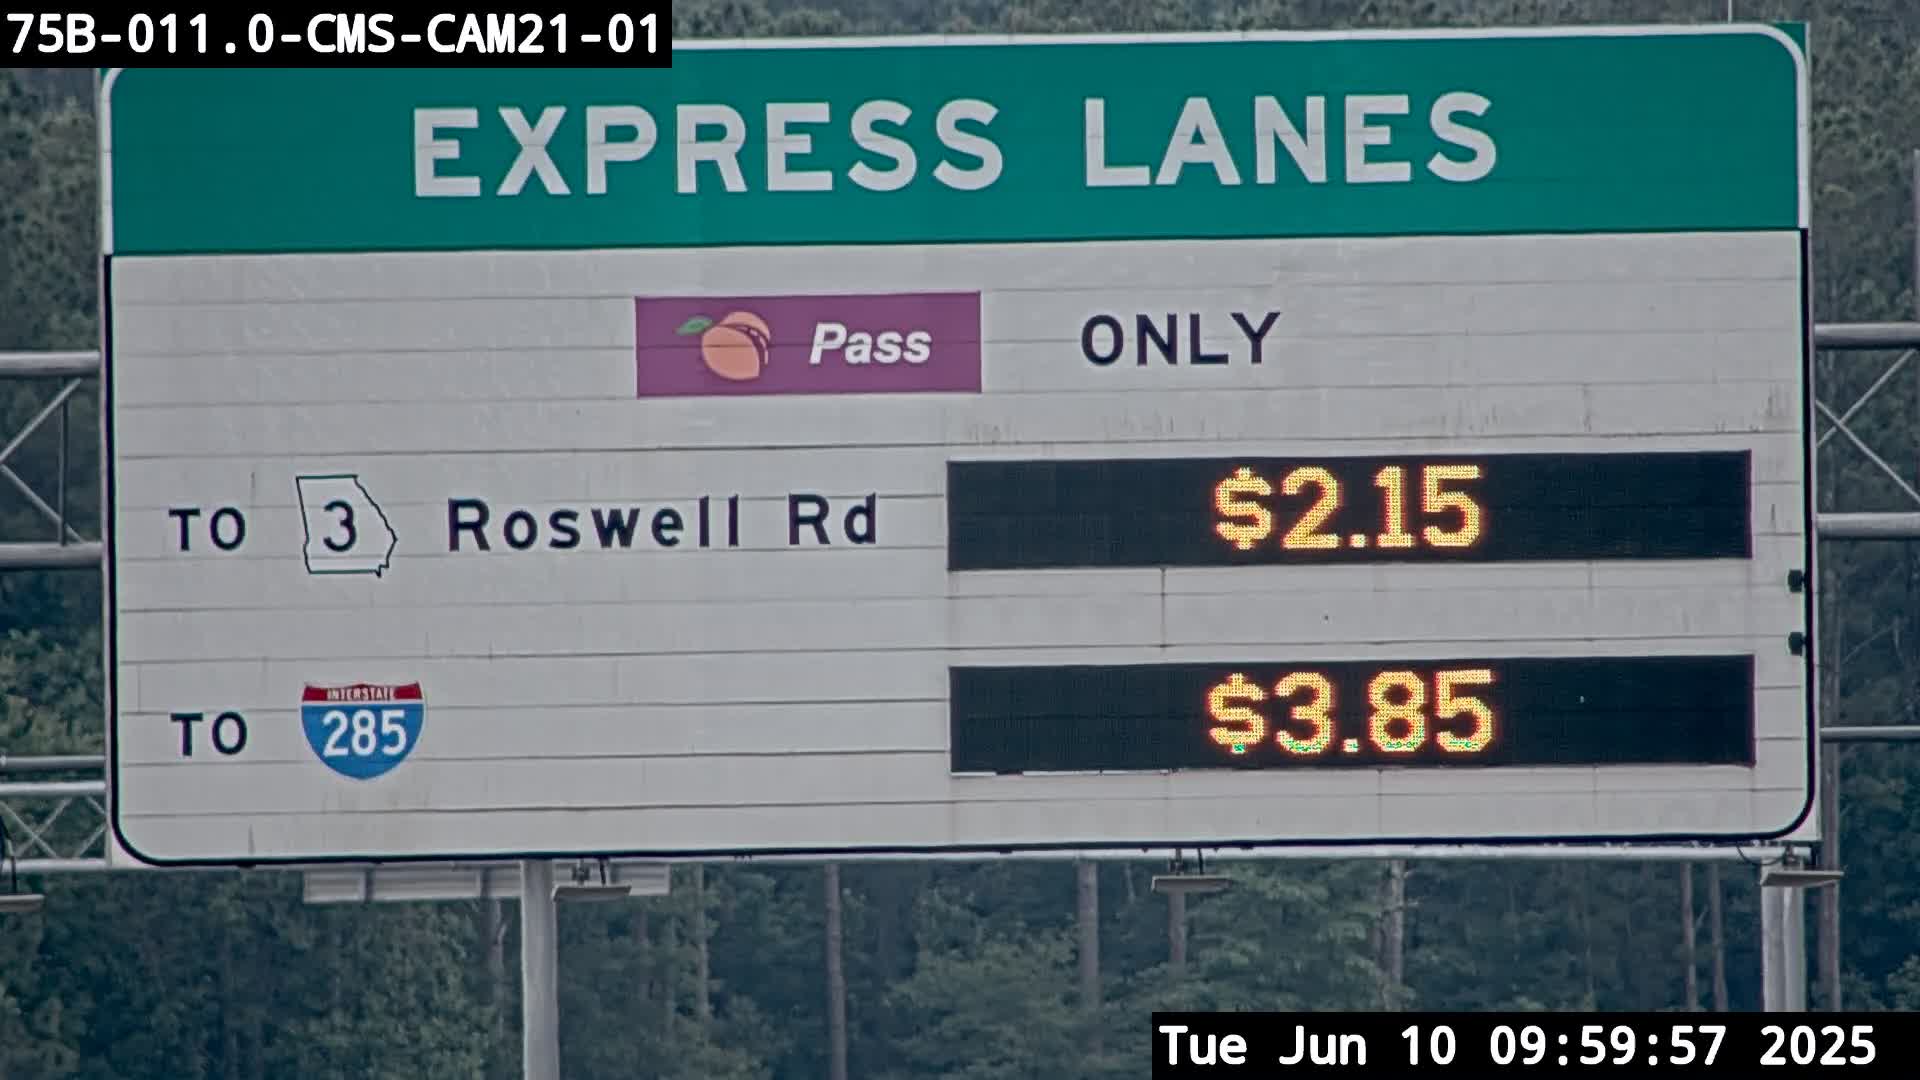 75B-011.0-CMS-CAM21-01
EXPRESS LANES
Pass ONLY
TO 3 Roswell Rd $2.15
INTERSTATE
TO 285 $3.85
Tue Jun 10 09:59:57 2025